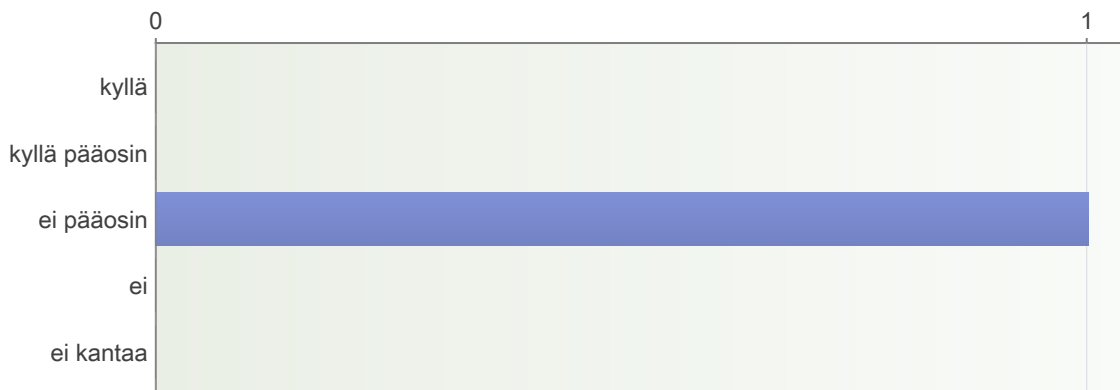 0 1
kyllä
kyllä pääosin
ei pääosin
ei
ei kantaa